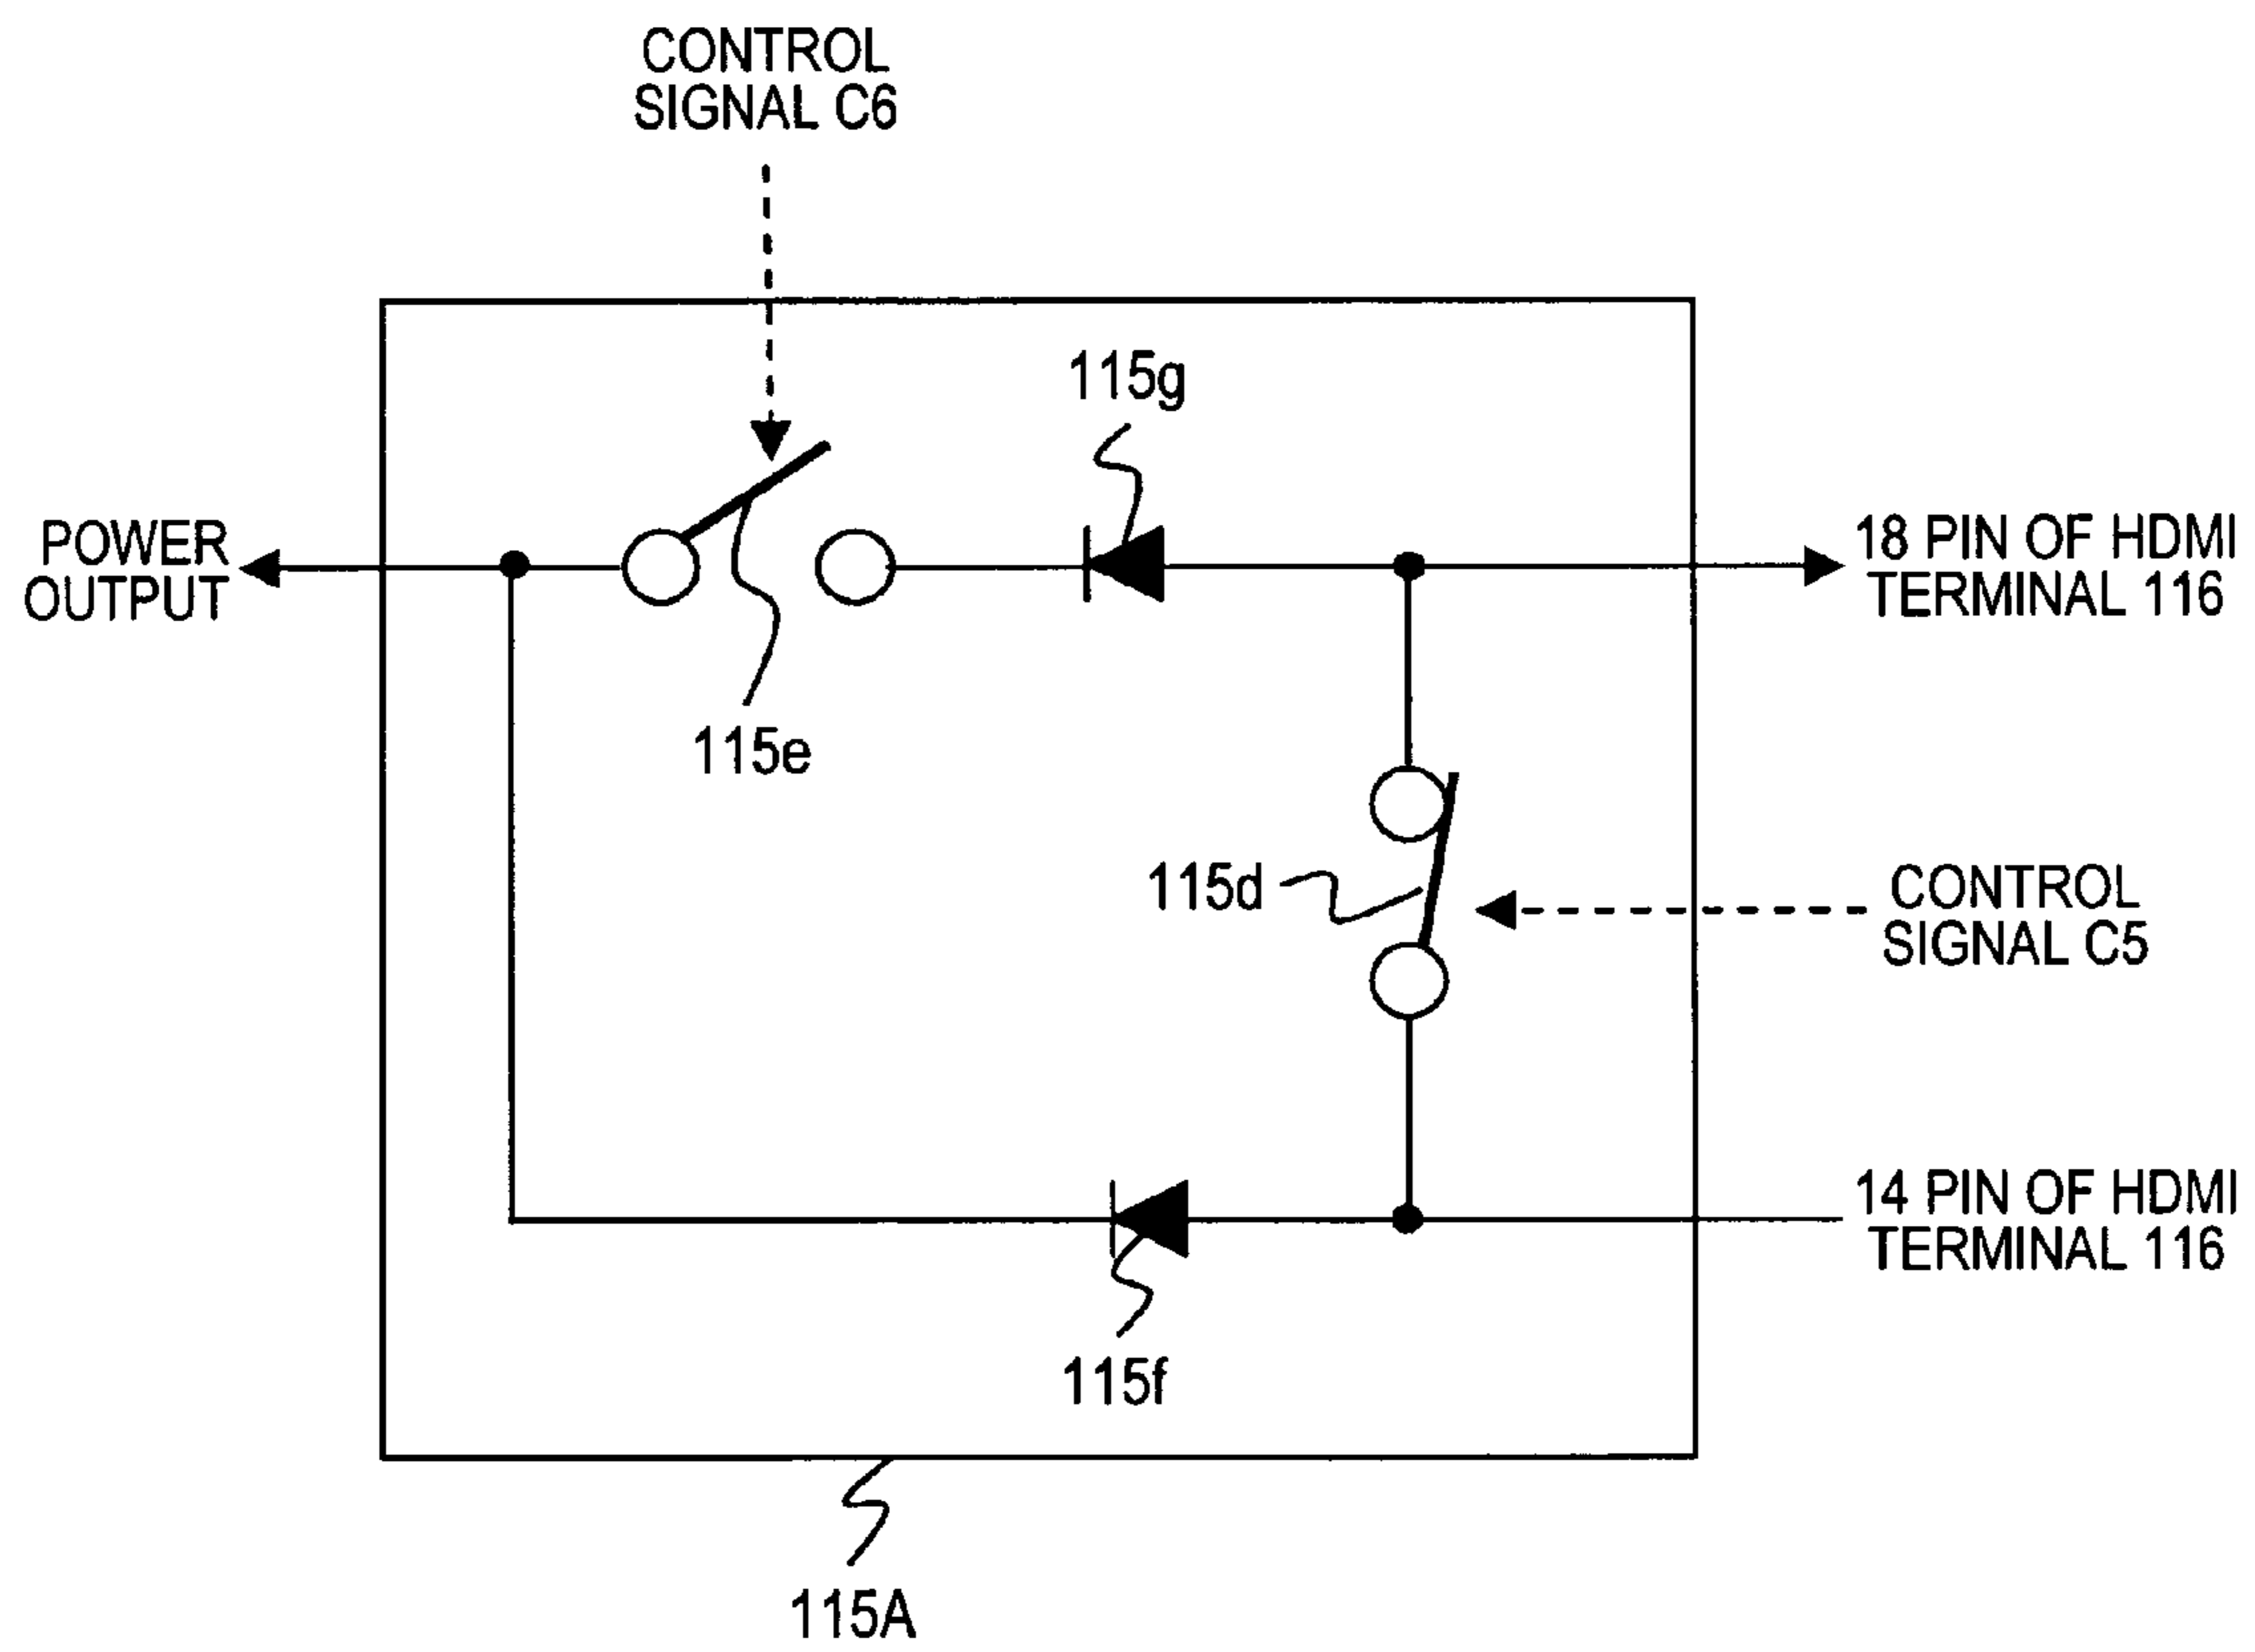 CONTROL
SIGNAL C6
115g
POWER
OUTPUT
18 PIN OF HDMI
TERMINAL 116
115e
115d
CONTROL
SIGNAL C5
14 PIN OF HDMI
TERMINAL 116
115f
115A